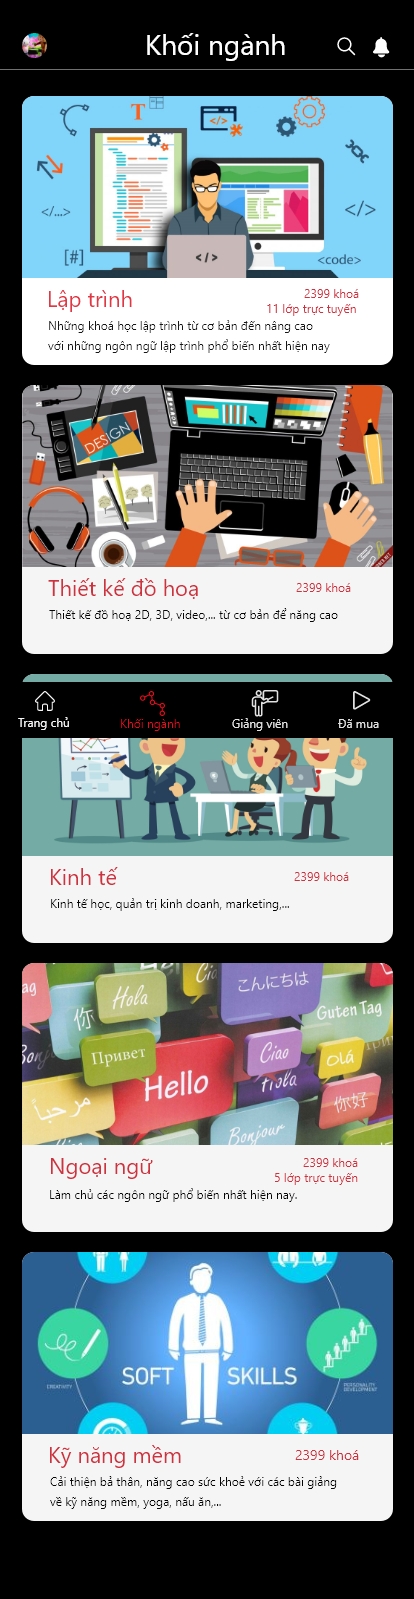 Khối ngành
T
</>
</...>
</>
</>
[#]
<code>
Lập trình
2399 khoá
11 lớp trực tuyến
Những khoá học lập trình từ cơ bản đến nâng cao
với những ngôn ngữ lập trình phổ biến nhất hiện nay
DESIGN
Thiết kế đồ hoạ
2399 khoá
Thiết kế đồ hoạ 2D, 3D, video,... từ cơ bản để nâng cao
Trang chủ
Khối ngành
Giảng viên
Đã mua
Kinh tế
2399 khoá
Kinh tế học, quản trị kinh doanh, marketing,...
Hola
你
こんにちは
Guten Tag
Привет
Ciao
Olá
Hello
Hola
你好
مرحباً
Bonjour
Ngoại ngữ
2399 khoá
5 lớp trực tuyến
Làm chủ các ngôn ngữ phổ biến nhất hiện nay.
SOFT SKILLS
CREATIVITY
PERSONALITY
DEVELOPMENT
Kỹ năng mềm
2399 khoá
Cải thiện bả thân, nâng cao sức khoẻ với các bài giảng
về kỹ năng mềm, yoga, nấu ăn,...